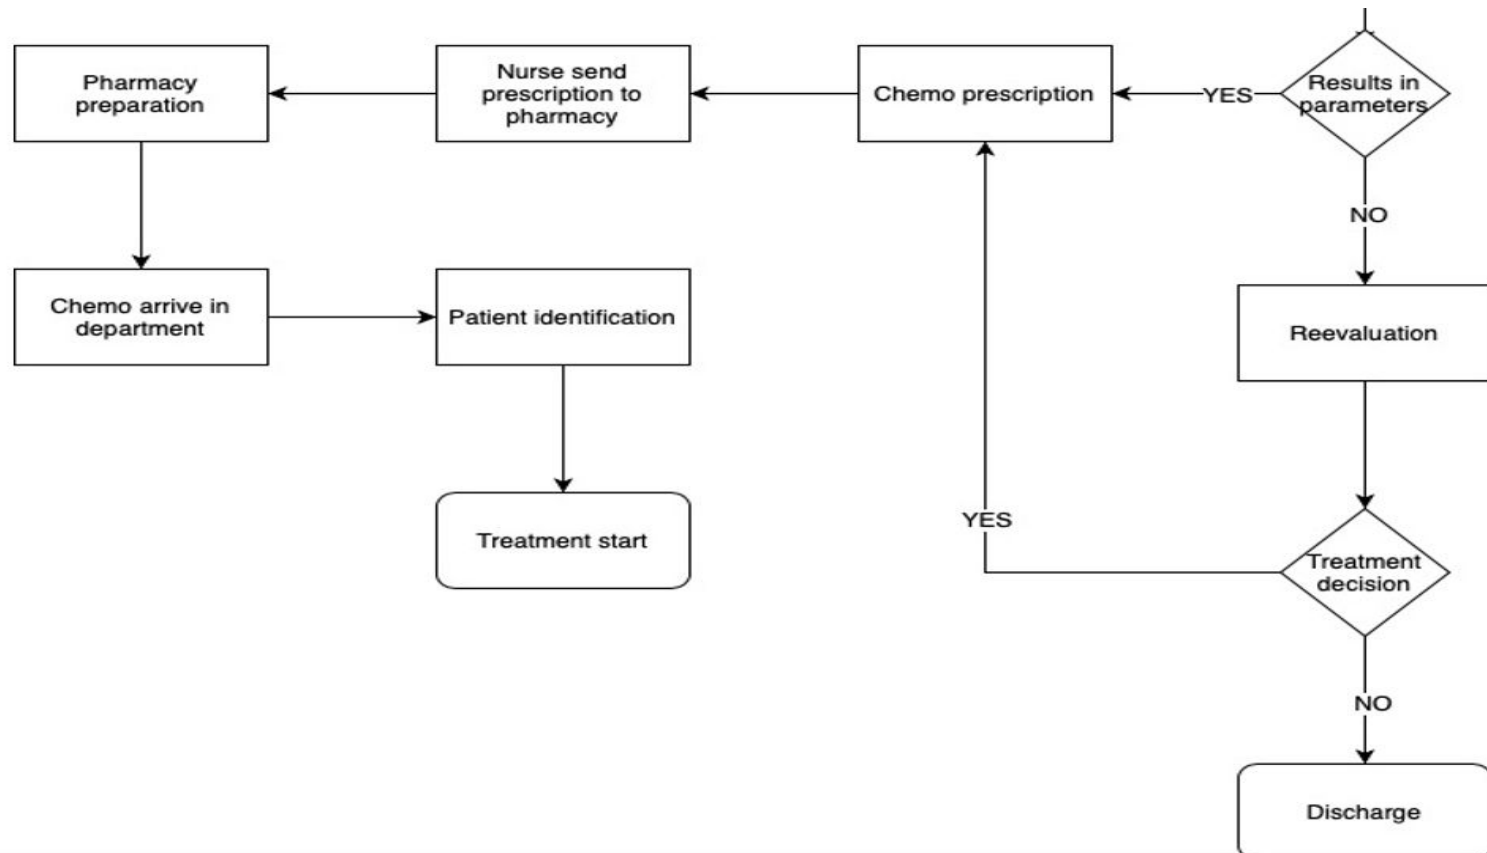 Pharmacy
preparation
Nurse send
prescription to
pharmacy
Chemo prescription
YES
Results in
parameters
NO
Chemo arrive in
department
Patient identification
Reevaluation
Treatment start
YES
Treatment
decision
NO
Discharge